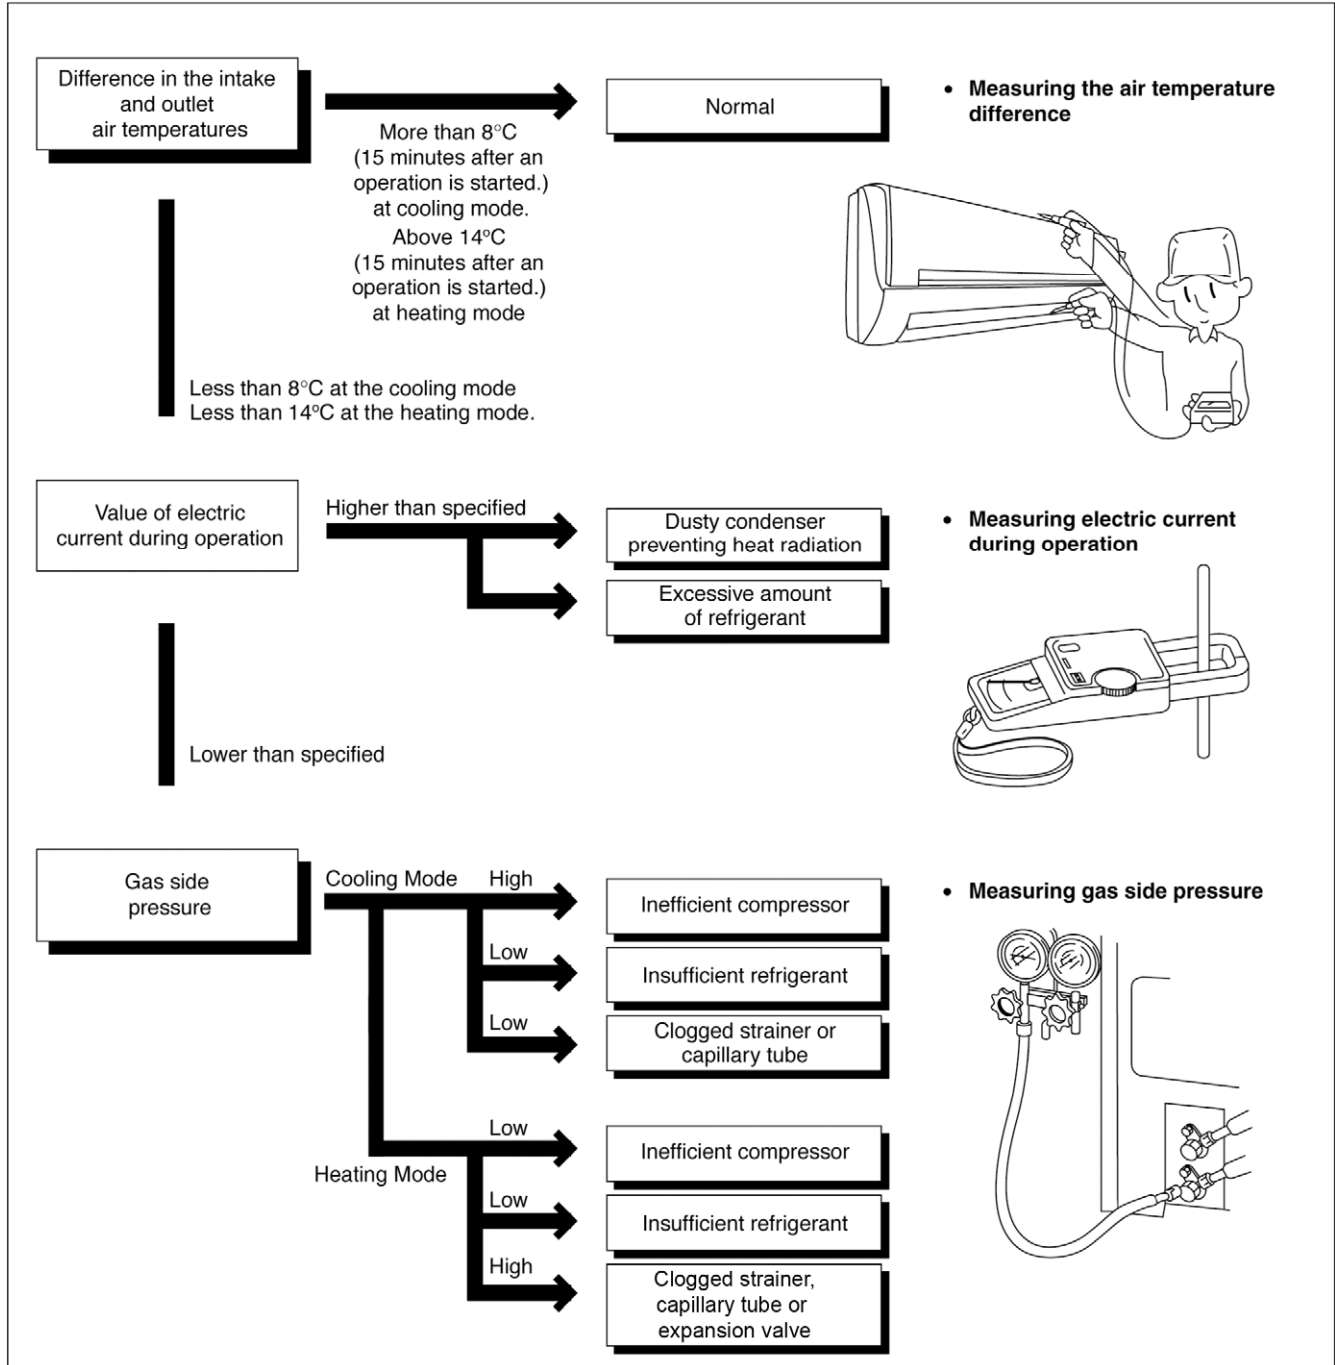 Difference in the intake
and outlet
air temperatures
More than 8°C
(15 minutes after an
operation is started.)
at cooling mode.
Above 14°C
(15 minutes after an
operation is started.)
at heating mode
Normal
• Measuring the air temperature
difference
Less than 8°C at the cooling mode
Less than 14°C at the heating mode.
Value of electric
current during operation
Higher than specified
Dusty condenser
preventing heat radiation
Excessive amount
of refrigerant
• Measuring electric current
during operation
Lower than specified
Gas side
pressure
Cooling Mode
High
Inefficient compressor
Low
Insufficient refrigerant
Low
Clogged strainer or
capillary tube
• Measuring gas side pressure
Heating Mode
Low
Inefficient compressor
Low
Insufficient refrigerant
High
Clogged strainer,
capillary tube or
expansion valve